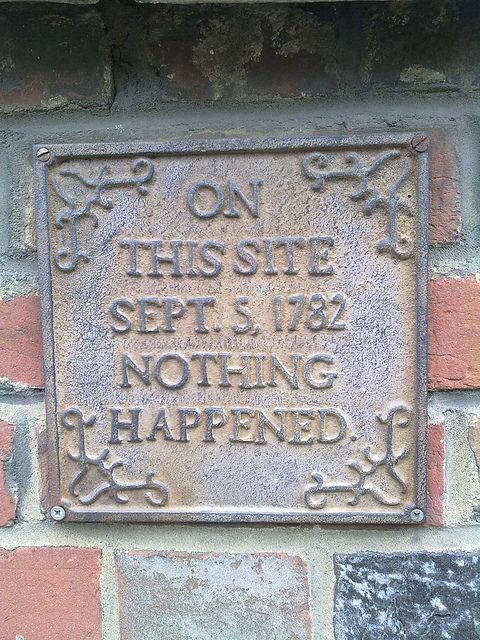 ON
THIS SITE
SEPT. 5, 1782
NOTHING
HAPPENED.